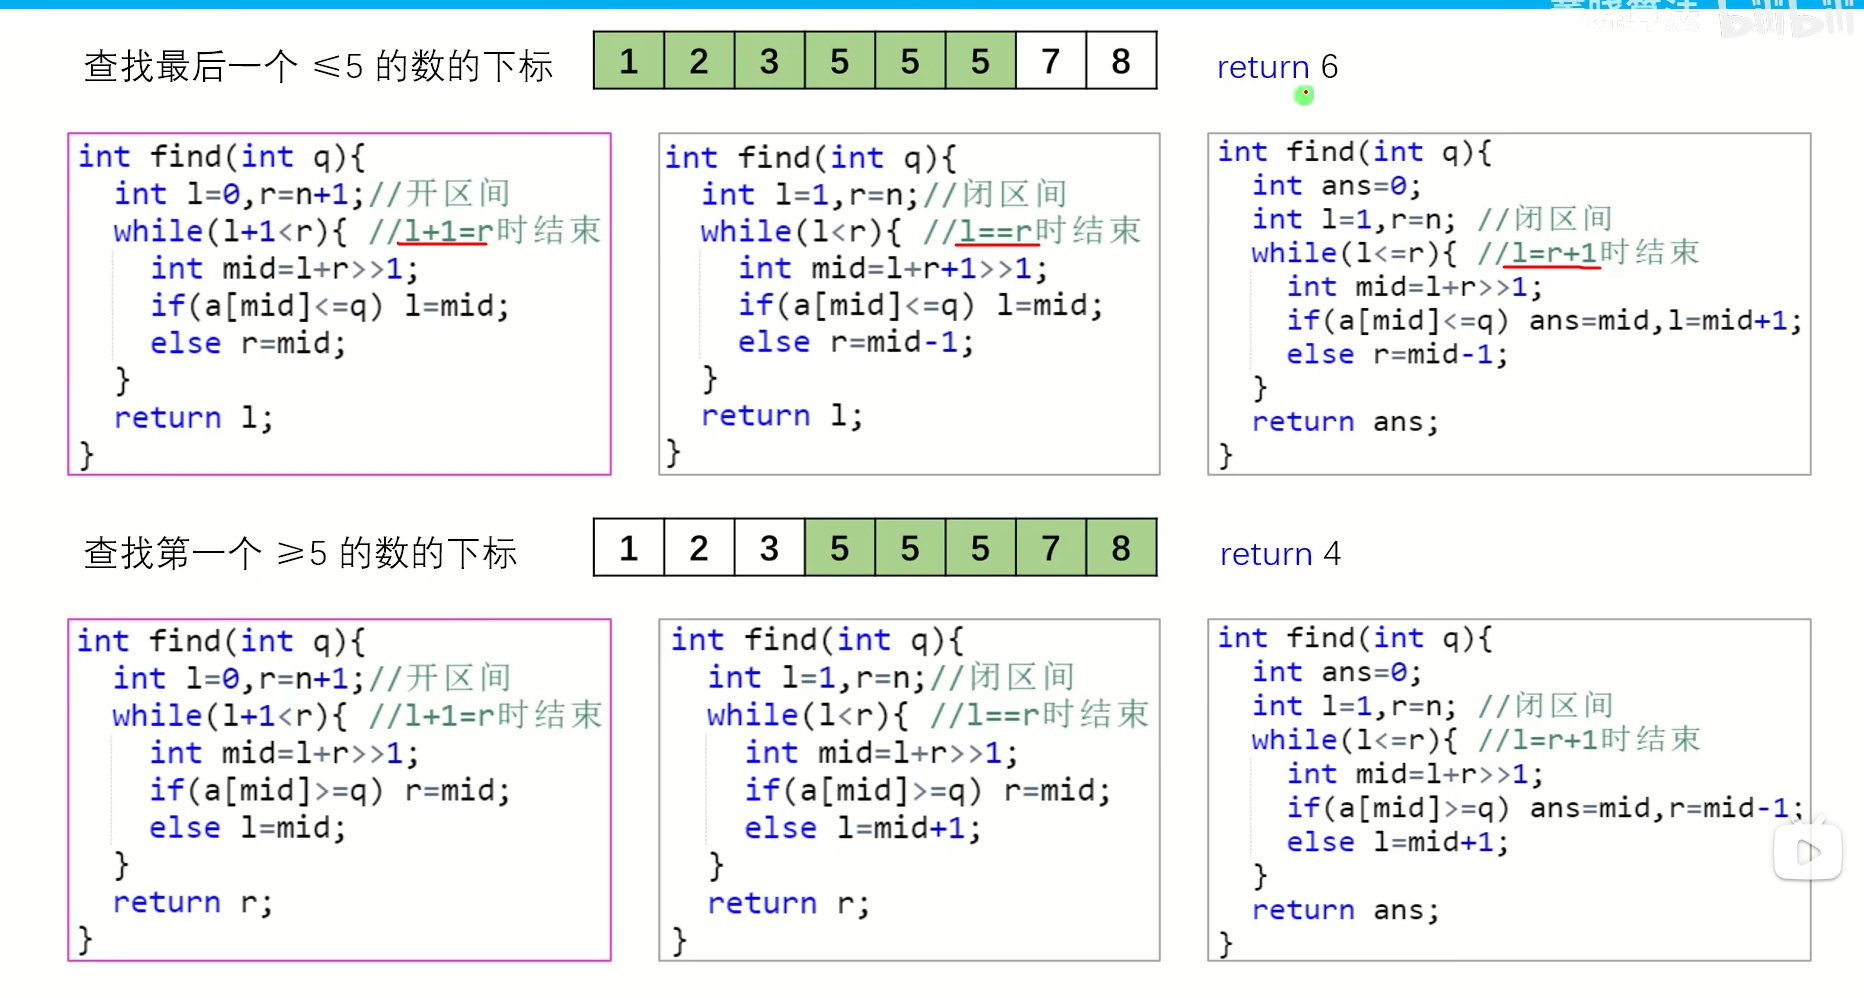 董晓算法 bilibili
查找最后一个 ≤5 的数的下标
1 2 3 5 5 5 7 8
return 6
int find(int q){
int l=0,r=n+1;//开区间
while(l+1<r){ //l+1=r时结束
int mid=l+r>>1;
if(a[mid]<=q) l=mid;
else r=mid;
}
return l;
}
int find(int q){
int l=1,r=n;//闭区间
while(l<r){ //l==r时结束
int mid=l+r+1>>1;
if(a[mid]<=q) l=mid;
else r=mid-1;
}
return l;
}
int find(int q){
int ans=0;
int l=1,r=n; //闭区间
while(l<=r){ //l=r+1时结束
int mid=l+r>>1;
if(a[mid]<=q) ans=mid,l=mid+1;
else r=mid-1;
}
return ans;
}
查找第一个 ≥5 的数的下标
1 2 3 5 5 5 7 8
return 4
int find(int q){
int l=0,r=n+1;//开区间
while(l+1<r){ //l+1=r时结束
int mid=l+r>>1;
if(a[mid]>=q) r=mid;
else l=mid;
}
return r;
}
int find(int q){
int l=1,r=n;//闭区间
while(l<r){ //l==r时结束
int mid=l+r>>1;
if(a[mid]>=q) r=mid;
else l=mid+1;
}
return r;
}
int find(int q){
int ans=0;
int l=1,r=n; //闭区间
while(l<=r){ //l=r+1时结束
int mid=l+r>>1;
if(a[mid]>=q) ans=mid,r=mid-1;
else l=mid+1;
}
return ans;
}